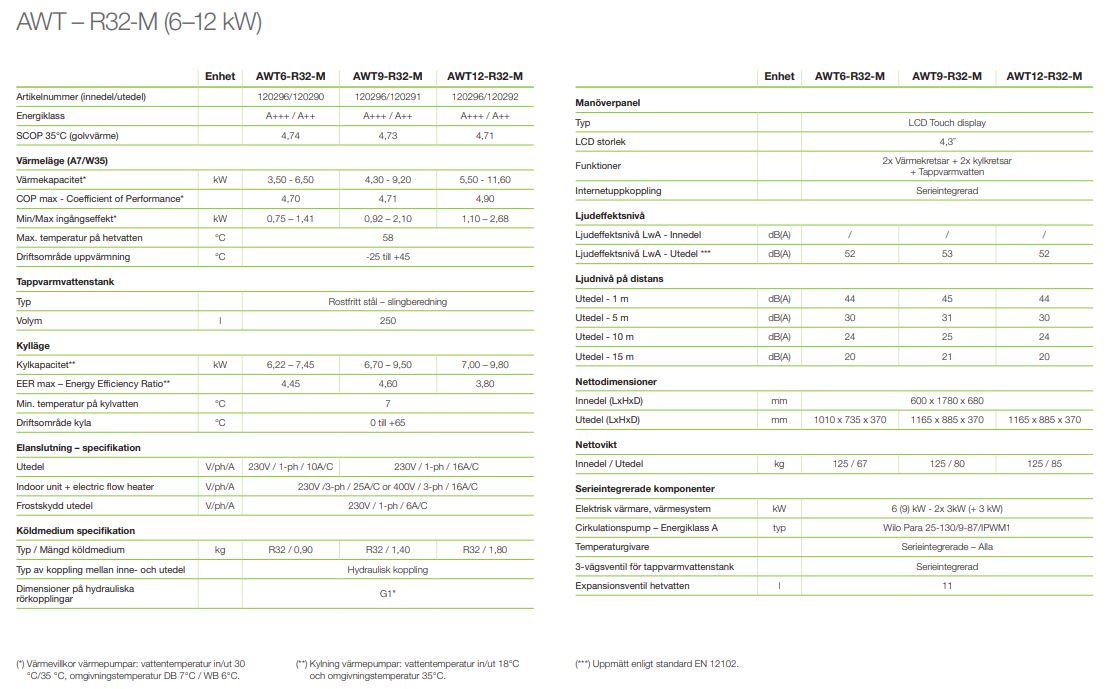 AWT – R32-M (6–12 kW)
Enhet AWT6-R32-M AWT9-R32-M AWT12-R32-M
Artikelnummer (innedel/utedel) 120296/120290 120296/120291 120296/120292
Energiklass A+++ / A++ A+++ / A++ A+++ / A++
SCOP 35°C (golvvärme) 4,74 4,73 4,71
Värmeläge (A7/W35)
Värmekapacitet* kW 3,50 - 6,50 4,30 - 9,20 5,50 - 11,60
COP max - Coefficient of Performance* 4,70 4,71 4,90
Min/Max ingångseffekt* kW 0,75 – 1,41 0,92 – 2,10 1,10 – 2,68
Max. temperatur på hetvatten °C 58
Driftsområde uppvärmning °C -25 till +45
Tappvarmvattenstank
Typ Rostfritt stål – slingberedning
Volym l 250
Kylläge
Kylkapacitet** kW 6,22 – 7,45 6,70 – 9,50 7,00 – 9,80
EER max – Energy Efficiency Ratio** 4,45 4,60 3,80
Min. temperatur på kylvatten °C 7
Driftsområde kyla °C 0 till +65
Elanslutning – specifikation
Utedel V/ph/A 230V / 1-ph / 10A/C 230V / 1-ph / 16A/C
Indoor unit + electric flow heater V/ph/A 230V /3-ph / 25A/C or 400V / 3-ph / 16A/C
Frostskydd utedel V/ph/A 230V / 1-ph / 6A/C
Köldmedium specifikation
Typ / Mängd köldmedium kg R32 / 0,90 R32 / 1,40 R32 / 1,80
Typ av koppling mellan inne- och utedel Hydraulisk koppling
Dimensioner på hydrauliska
rörkopplingar G1"
(*) Värmevillkor värmepumpar: vattentemperatur in/ut 30
°C/35 °C, omgivningstemperatur DB 7°C / WB 6°C.
(**) Kylning värmepumpar: vattentemperatur in/ut 18°C
och omgivningstemperatur 35°C.
Enhet AWT6-R32-M AWT9-R32-M AWT12-R32-M
Manöverpanel
Typ LCD Touch display
LCD storlek 4,3"
Funktioner 2x Värmekretsar + 2x kylkretsar
+ Tappvarmvatten
Internetuppkoppling Serieintegrerad
Ljudeffektsnivå
Ljudeffektsnivå LwA - Innedel dB(A) / / /
Ljudeffektsnivå LwA - Utedel *** dB(A) 52 53 52
Ljudnivå på distans
Utedel - 1 m dB(A) 44 45 44
Utedel - 5 m dB(A) 30 31 30
Utedel - 10 m dB(A) 24 25 24
Utedel - 15 m dB(A) 20 21 20
Nettodimensioner
Innedel (LxHxD) mm 600 x 1780 x 680
Utedel (LxHxD) mm 1010 x 735 x 370 1165 x 885 x 370 1165 x 885 x 370
Nettovikt
Innedel / Utedel kg 125 / 67 125 / 80 125 / 85
Serieintegrerade komponenter
Elektrisk värmare, värmesystem kW 6 (9) kW - 2x 3kW (+ 3 kW)
Cirkulationspump – Energiklass A typ Wilo Para 25-130/9-87/IPWM1
Temperaturgivare Serieintegrerade – Alla
3-vägsventil för tappvarmvattenstank Serieintegrerad
Expansionsventil hetvatten l 11
(***) Uppmätt enligt standard EN 12102.